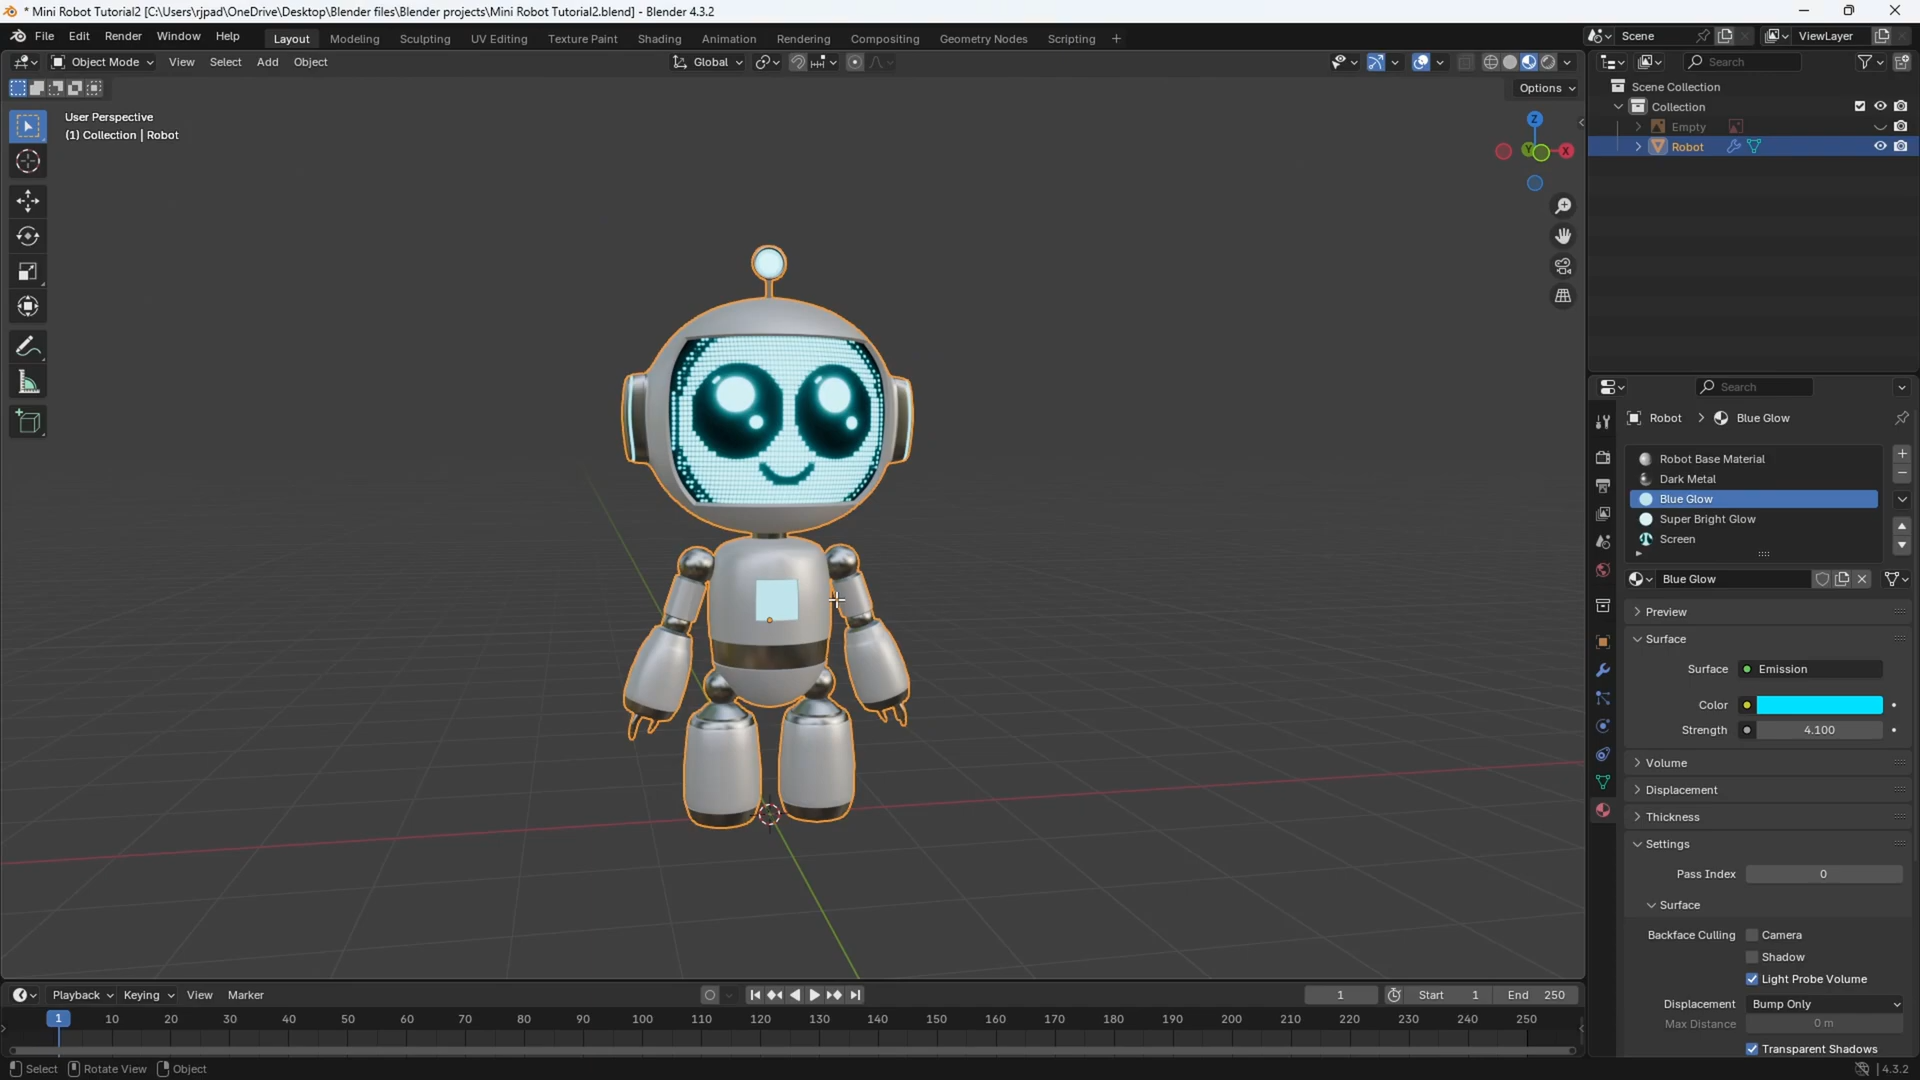 * Mini Robot Tutorial2 [C:\Users\rjpad\OneDrive\Desktop\Blender files\Blender projects\Mini Robot Tutorial2.blend] - Blender 4.3.2
File Edit Render Window Help Layout Modeling Sculpting UV Editing Texture Paint Shading Animation Rendering Compositing Geometry Nodes Scripting + Scene ViewLayer
Object Mode View Select Add Object Global Search
Options
User Perspective
(1) Collection | Robot
Z
Y
X
Scene Collection
Collection
Empty
Robot
Search
Robot > Blue Glow
Robot Base Material
Dark Metal
Blue Glow
Super Bright Glow
Screen
Blue Glow
Preview
Surface
Surface Emission
Color
Strength 4.100
Volume
Displacement
Thickness
Settings
Pass Index 0
Surface
Backface Culling Camera
Shadow
Light Probe Volume
Displacement Bump Only
Max Distance 0 m
Transparent Shadows
Playback Keying View Marker 1 Start 1 End 250
1 10 20 30 40 50 60 70 80 90 100 110 120 130 140 150 160 170 180 190 200 210 220 230 240 250
Select Rotate View Object 4.3.2